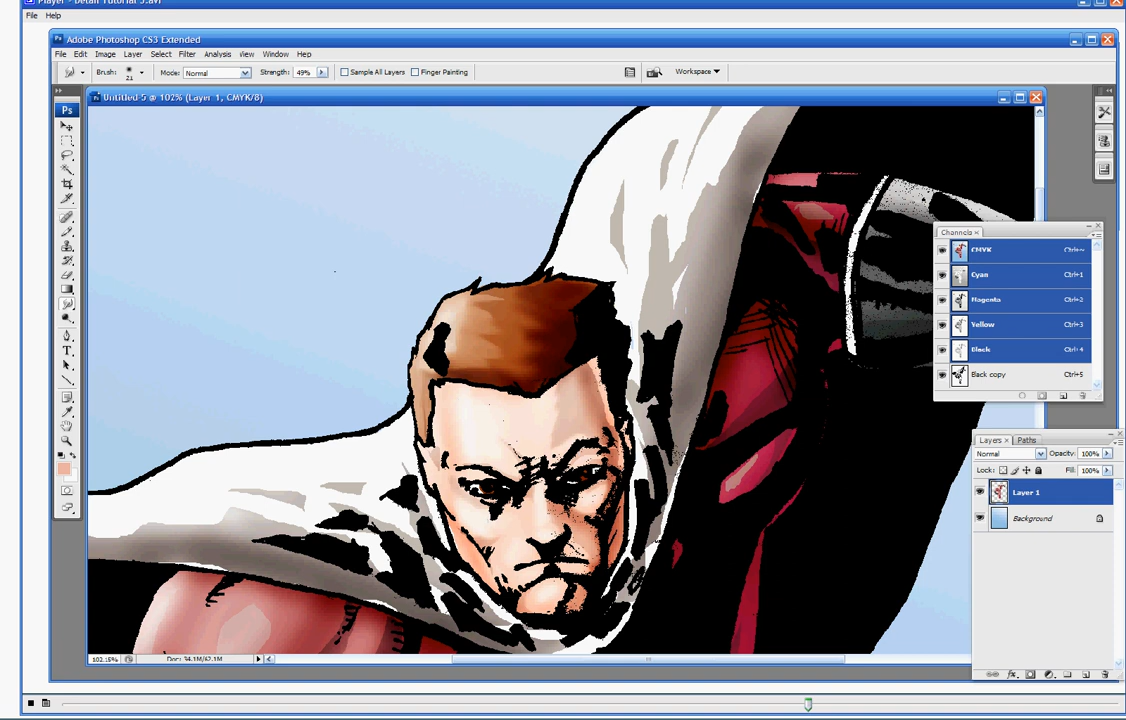 Player - Detail Tutorial 3.avi
File Help
Adobe Photoshop CS3 Extended
File Edit Image Layer Select Filter Analysis View Window Help
Brush: 21 Mode: Normal Strength: 49% Sample All Layers Finger Painting Workspace
Untitled-5 @ 102% (Layer 1, CMYK/8)
Ps
Channels ×
CMYK Ctrl+~
Cyan Ctrl+1
Magenta Ctrl+2
Yellow Ctrl+3
Black Ctrl+4
Back copy Ctrl+5
Layers × Paths
Normal Opacity: 100%
Lock: Fill: 100%
Layer 1
Background
102.15% Doc: 34.1M/62.1M